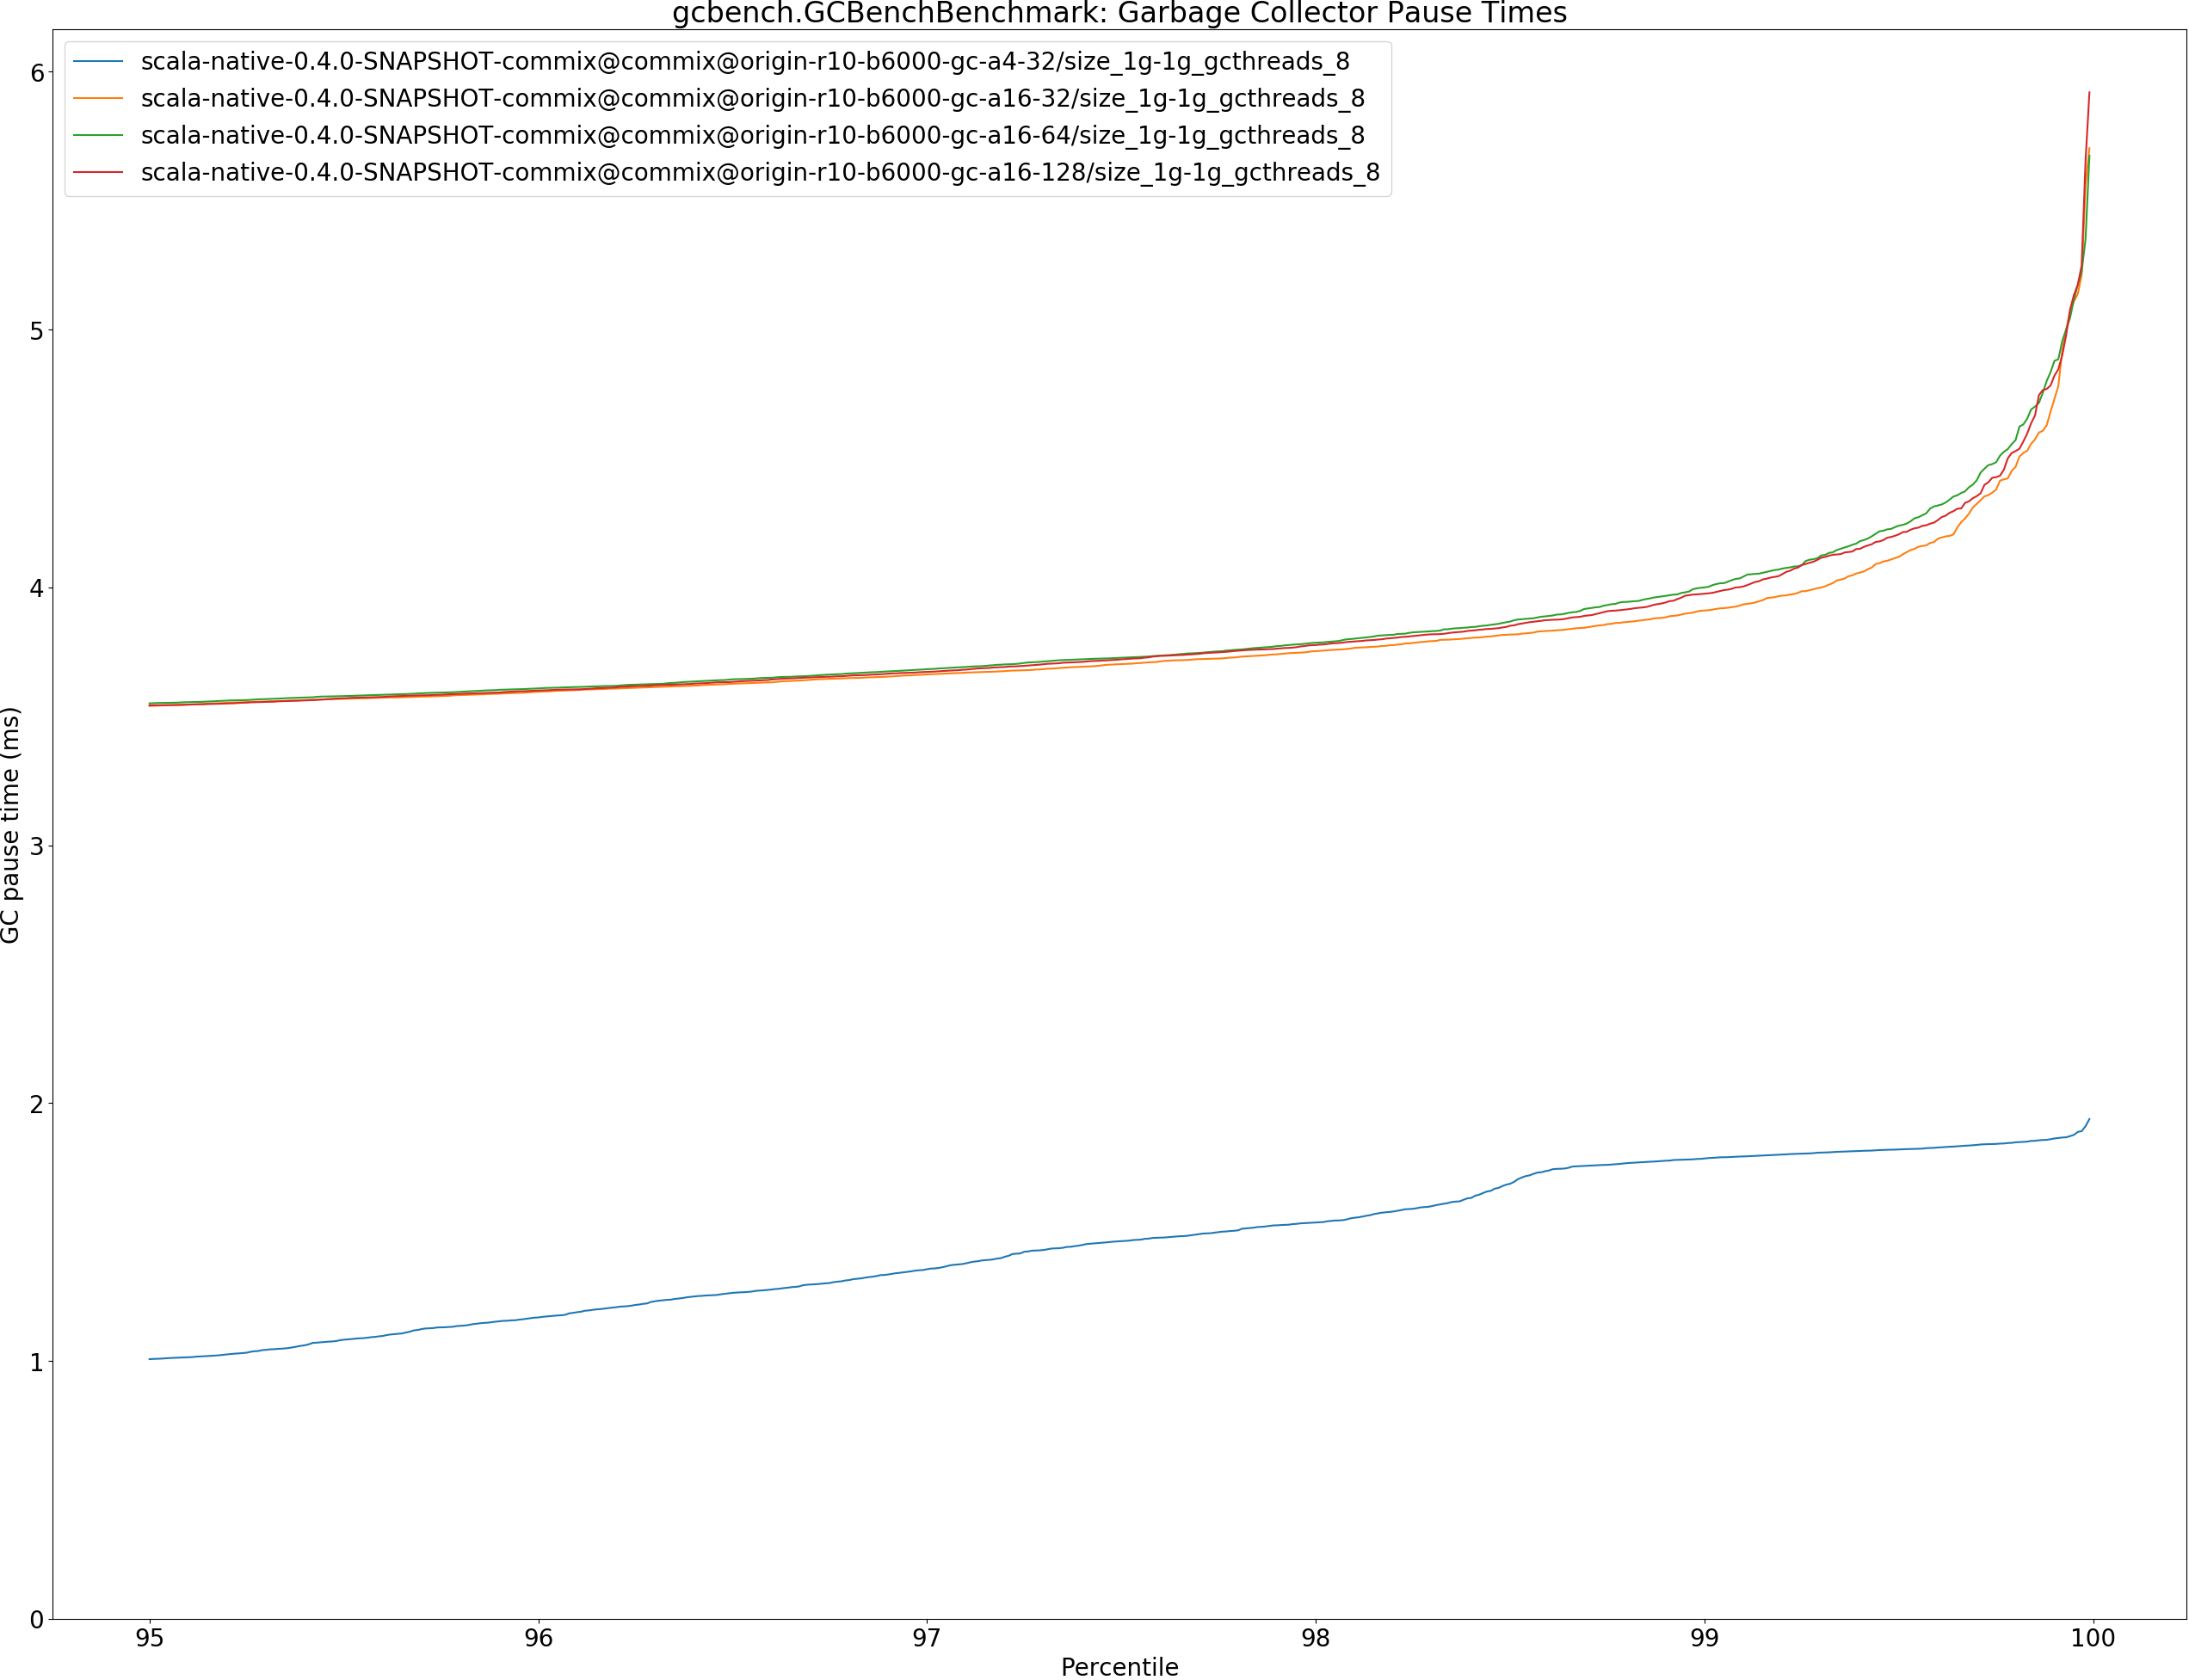 gcbench.GCBenchBenchmark: Garbage Collector Pause Times
scala-native-0.4.0-SNAPSHOT-commix@commix@origin-r10-b6000-gc-a4-32/size_1g-1g_gcthreads_8
scala-native-0.4.0-SNAPSHOT-commix@commix@origin-r10-b6000-gc-a16-32/size_1g-1g_gcthreads_8
scala-native-0.4.0-SNAPSHOT-commix@commix@origin-r10-b6000-gc-a16-64/size_1g-1g_gcthreads_8
scala-native-0.4.0-SNAPSHOT-commix@commix@origin-r10-b6000-gc-a16-128/size_1g-1g_gcthreads_8
GC pause time (ms)
6
5
4
3
2
1
0
95 96 97 98 99 100
Percentile